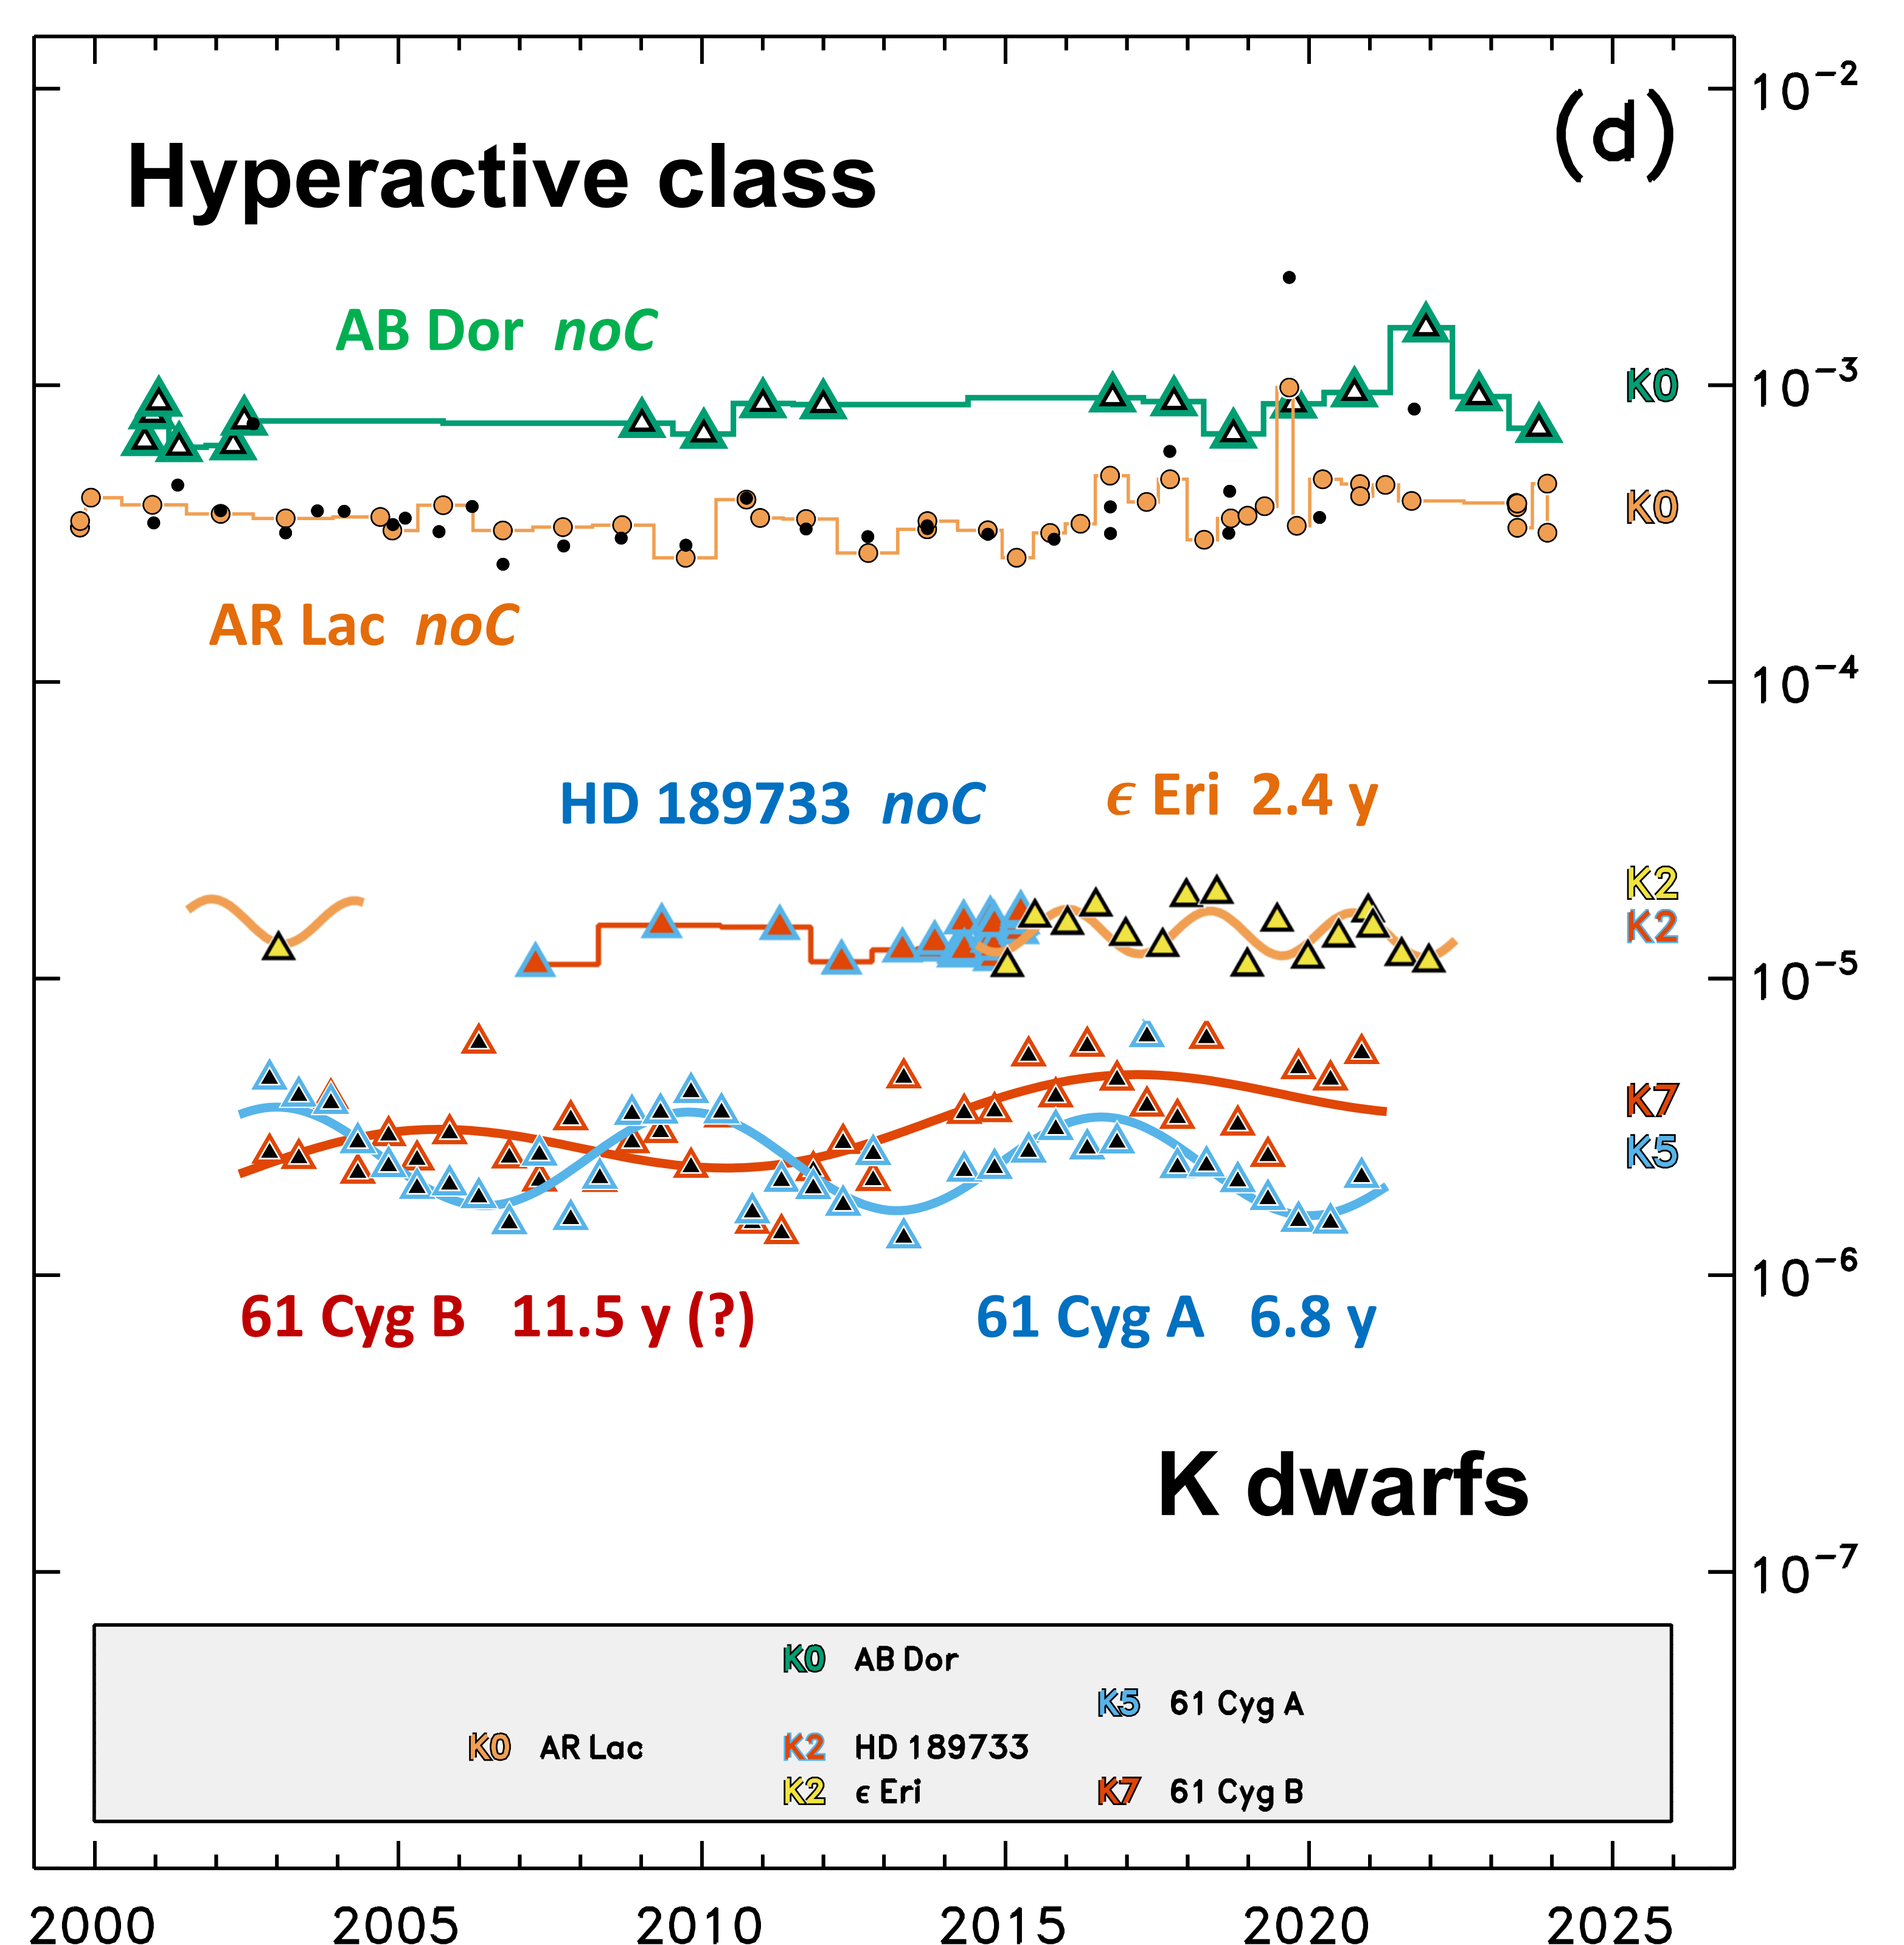 10⁻²
(d)
Hyperactive class
AB Dor noC
K0
10⁻³
K0
AR Lac noC
10⁻⁴
HD 189733 noC
ϵ Eri 2.4 y
K2
K2
10⁻⁵
K7
K5
10⁻⁶
61 Cyg B 11.5 y (?)
61 Cyg A 6.8 y
K dwarfs
10⁻⁷
K0 AB Dor
K5 61 Cyg A
K0 AR Lac K2 HD 189733
K2 ϵ Eri K7 61 Cyg B
2000 2005 2010 2015 2020 2025